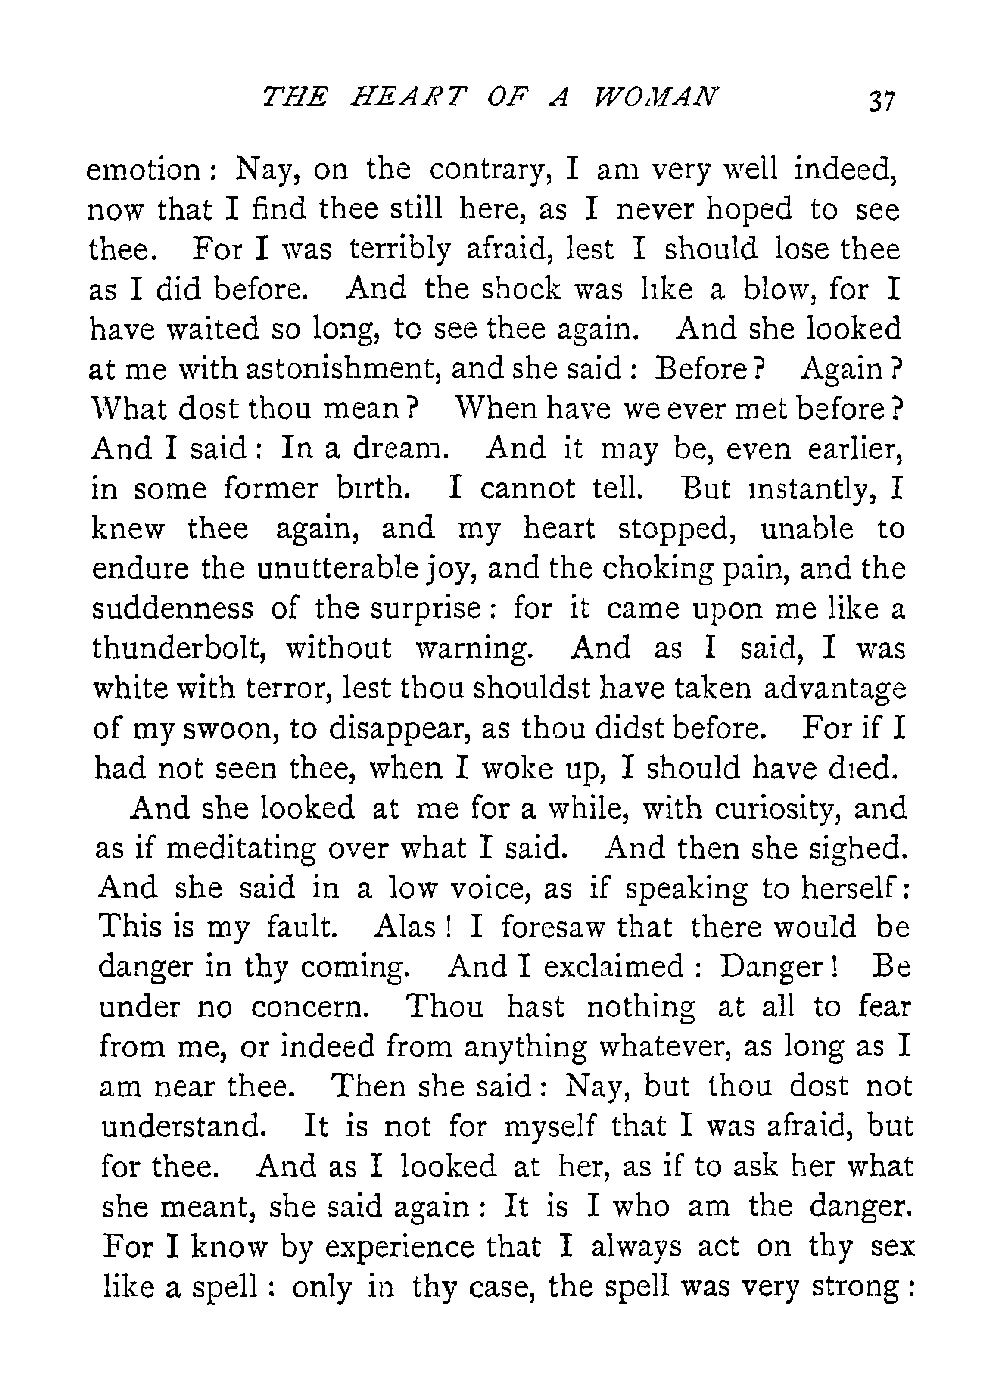 THE HEART OF A WOMAN 37
emotion : Nay, on the contrary, I am very well indeed,
now that I find thee still here, as I never hoped to see
thee. For I was terribly afraid, lest I should lose thee
as I did before. And the shock was like a blow, for I
have waited so long, to see thee again. And she looked
at me with astonishment, and she said : Before ? Again ?
What dost thou mean ? When have we ever met before ?
And I said : In a dream. And it may be, even earlier,
in some former birth. I cannot tell. But instantly, I
knew thee again, and my heart stopped, unable to
endure the unutterable joy, and the choking pain, and the
suddenness of the surprise : for it came upon me like a
thunderbolt, without warning. And as I said, I was
white with terror, lest thou shouldst have taken advantage
of my swoon, to disappear, as thou didst before. For if I
had not seen thee, when I woke up, I should have died.
And she looked at me for a while, with curiosity, and
as if meditating over what I said. And then she sighed.
And she said in a low voice, as if speaking to herself :
This is my fault. Alas ! I foresaw that there would be
danger in thy coming. And I exclaimed : Danger ! Be
under no concern. Thou hast nothing at all to fear
from me, or indeed from anything whatever, as long as I
am near thee. Then she said : Nay, but thou dost not
understand. It is not for myself that I was afraid, but
for thee. And as I looked at her, as if to ask her what
she meant, she said again : It is I who am the danger.
For I know by experience that I always act on thy sex
like a spell : only in thy case, the spell was very strong :